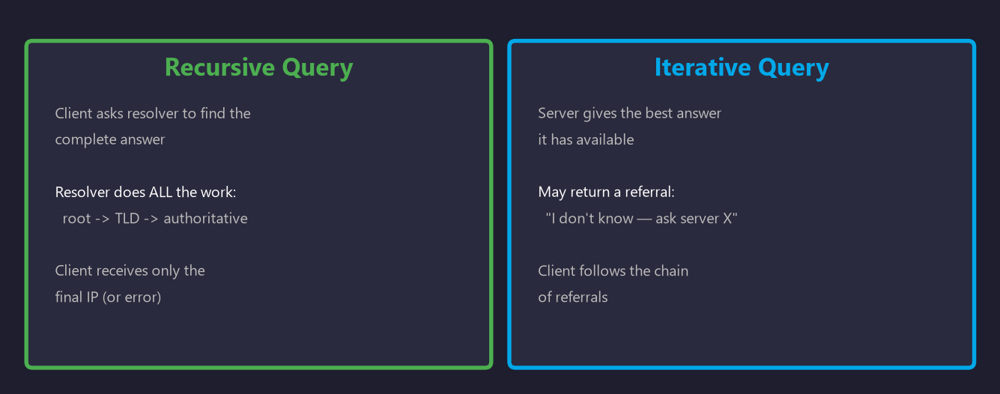 Recursive Query
Client asks resolver to find the
complete answer
Resolver does ALL the work:
root -> TLD -> authoritative
Client receives only the
final IP (or error)
Iterative Query
Server gives the best answer
it has available
May return a referral:
"I don't know — ask server X"
Client follows the chain
of referrals